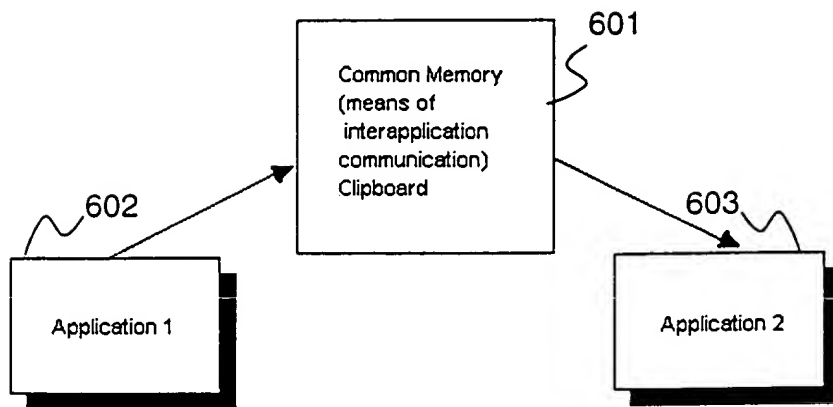 601
Common Memory
(means of
interapplication
communication)
Clipboard
602
603
Application 1
Application 2